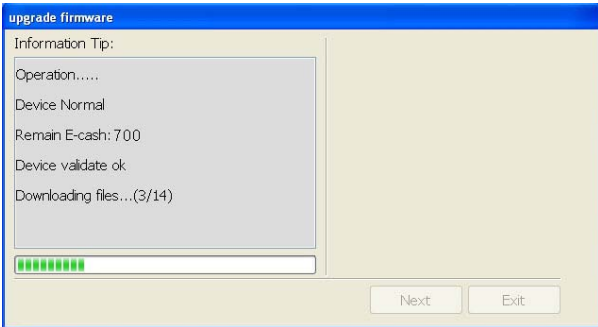 upgrade firmware
Information Tip:
Operation.....
Device Normal
Remain E-cash: 700
Device validate ok
Downloading files...(3/14)
Next
Exit